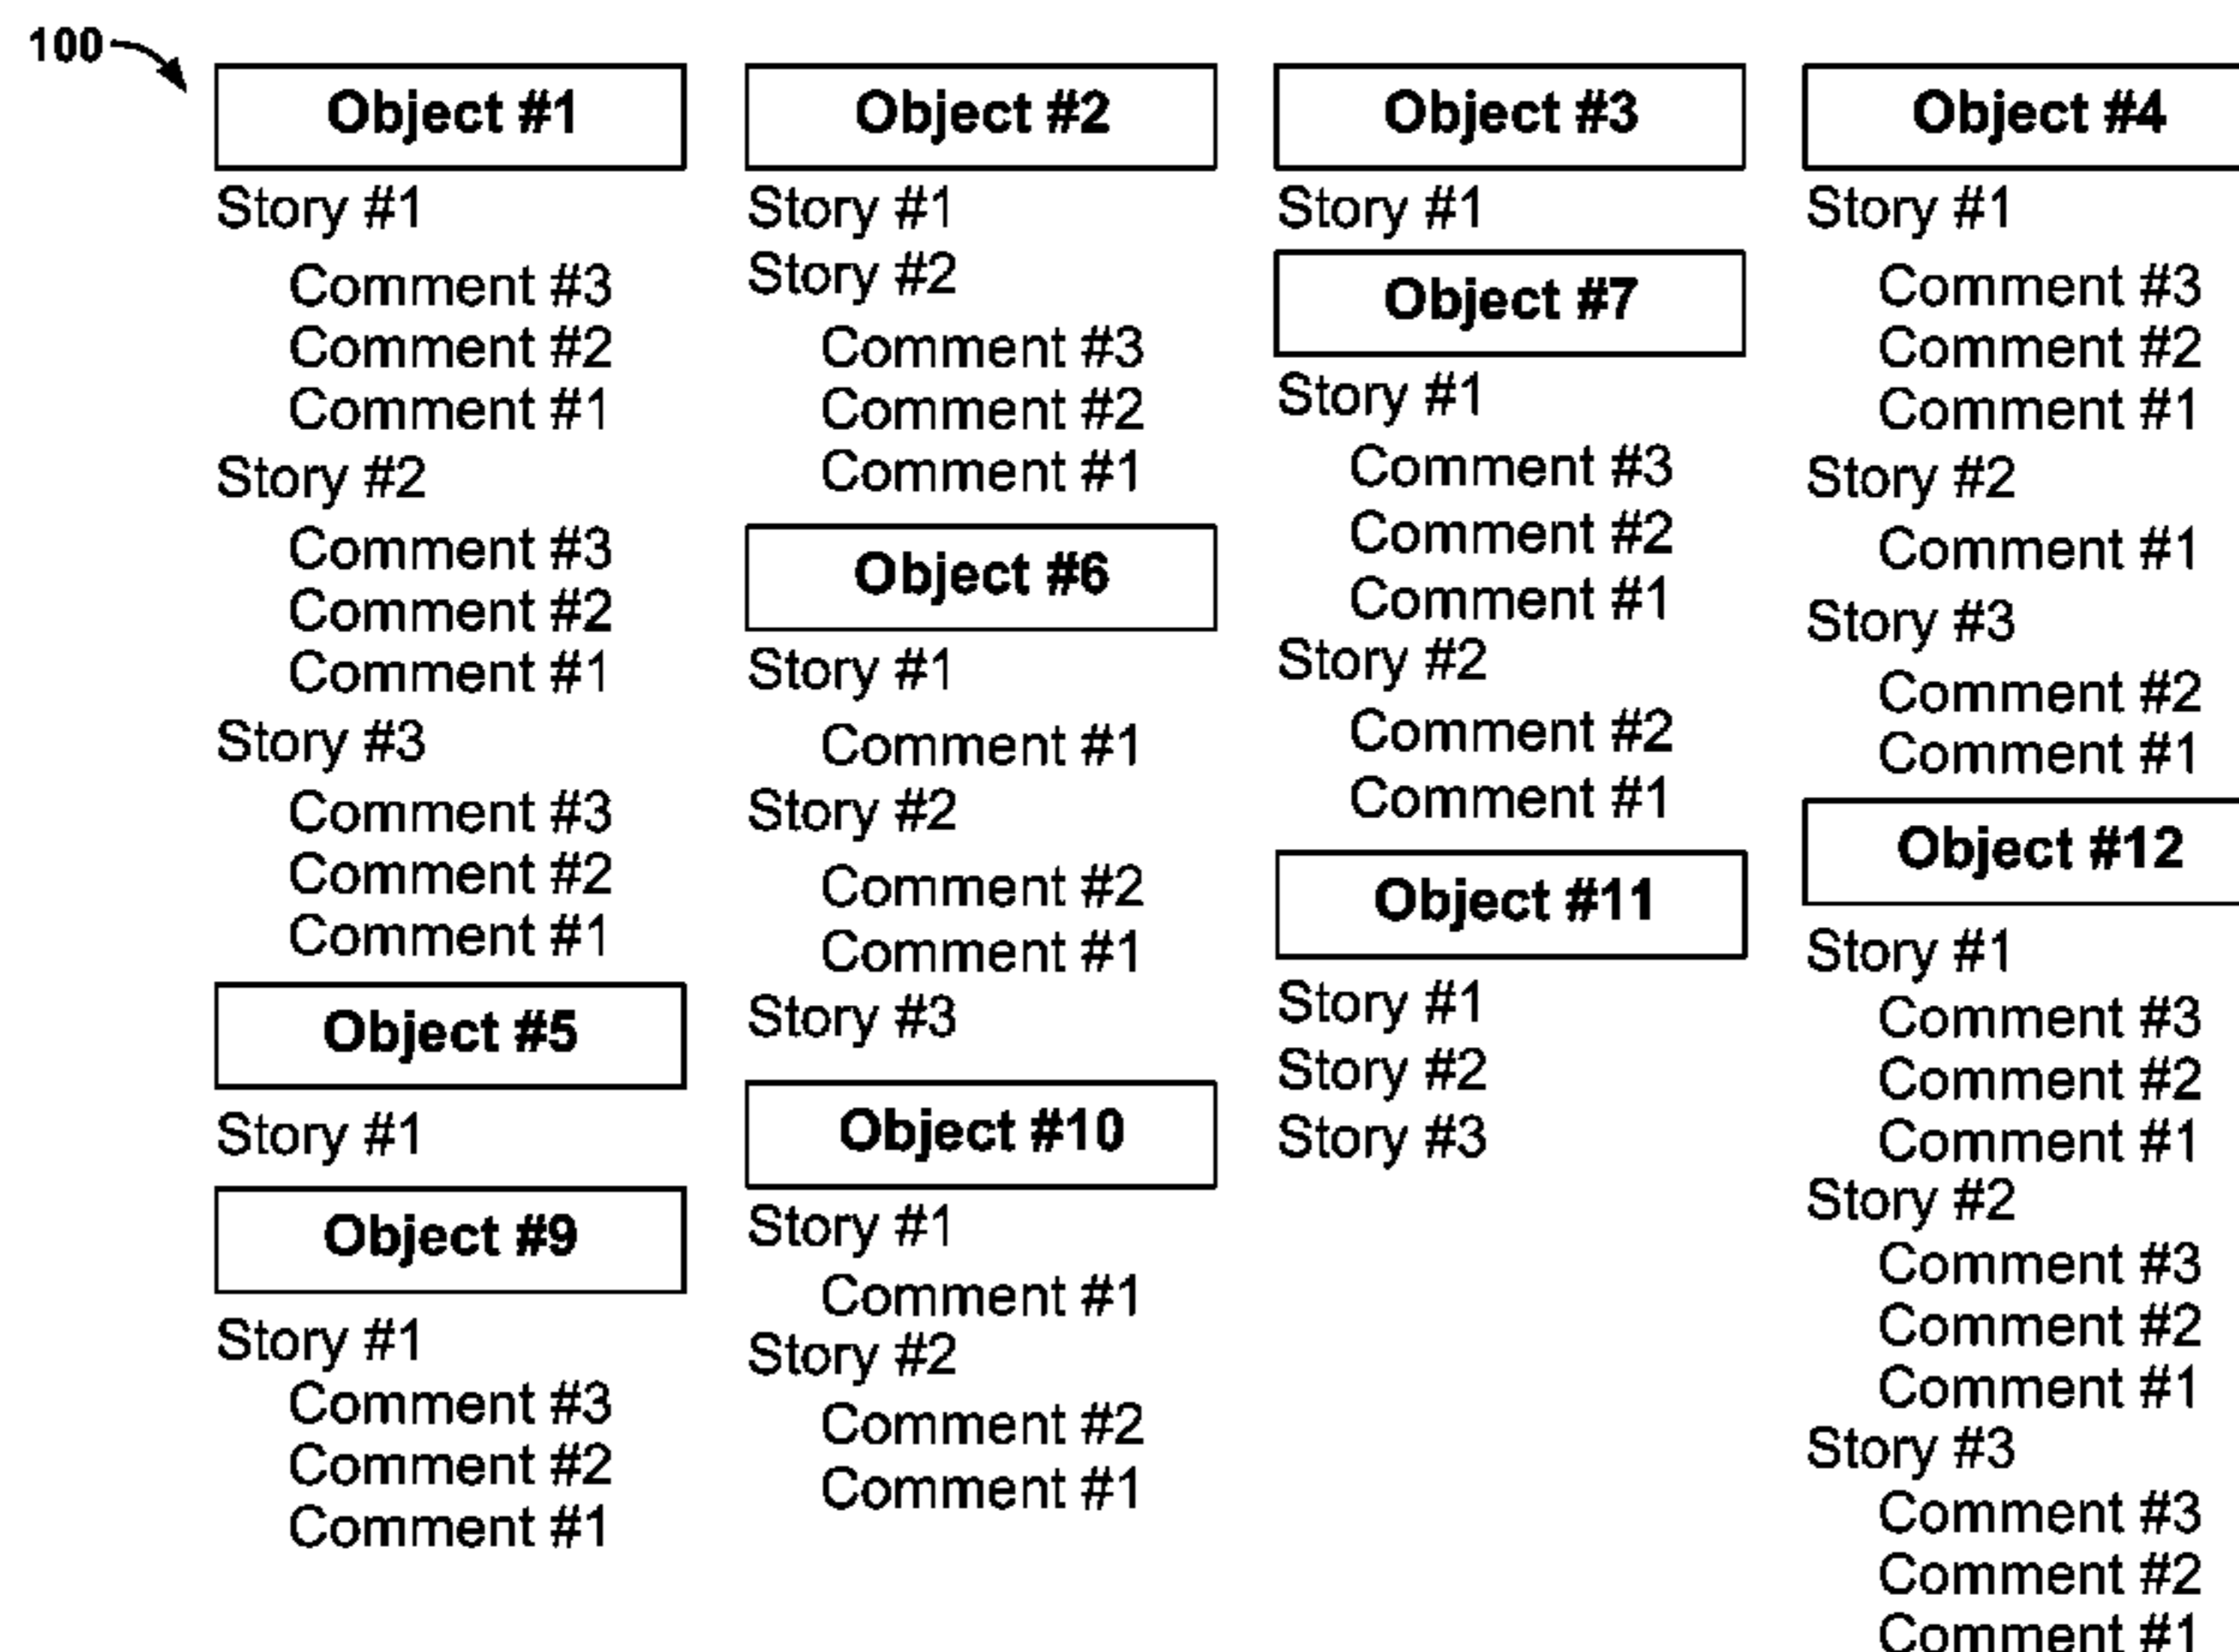 100
Object #1
Story #1
Comment #3
Comment #2
Comment #1
Story #2
Comment #3
Comment #2
Comment #1
Story #3
Comment #3
Comment #2
Comment #1
Object #5
Story #1
Object #9
Story #1
Comment #3
Comment #2
Comment #1
Object #2
Story #1
Story #2
Comment #3
Comment #2
Comment #1
Object #6
Story #1
Comment #1
Story #2
Comment #2
Comment #1
Story #3
Object #10
Story #1
Comment #1
Story #2
Comment #2
Comment #1
Object #3
Story #1
Object #7
Story #1
Comment #3
Comment #2
Comment #1
Story #2
Comment #2
Comment #1
Object #11
Story #1
Story #2
Story #3
Object #4
Story #1
Comment #3
Comment #2
Comment #1
Story #2
Comment #1
Story #3
Comment #2
Comment #1
Object #12
Story #1
Comment #3
Comment #2
Comment #1
Story #2
Comment #3
Comment #2
Comment #1
Story #3
Comment #3
Comment #2
Comment #1